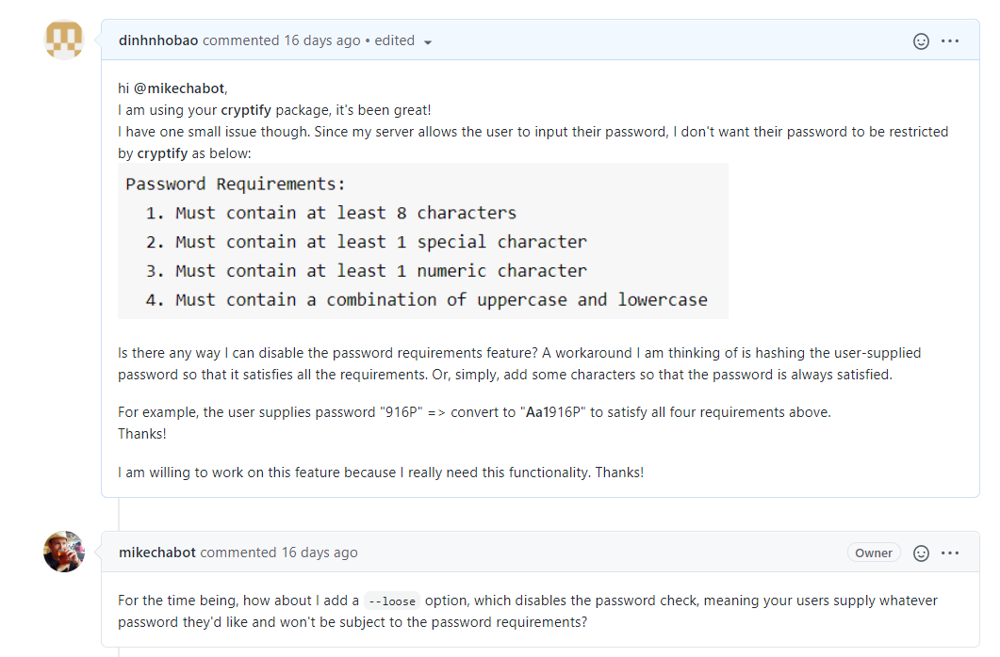 dinhnhobao commented 16 days ago • edited
hi @mikechabot,
I am using your cryptify package, it's been great!
I have one small issue though. Since my server allows the user to input their password, I don't want their password to be restricted
by cryptify as below:
Password Requirements:
1. Must contain at least 8 characters
2. Must contain at least 1 special character
3. Must contain at least 1 numeric character
4. Must contain a combination of uppercase and lowercase
Is there any way I can disable the password requirements feature? A workaround I am thinking of is hashing the user-supplied
password so that it satisfies all the requirements. Or, simply, add some characters so that the password is always satisfied.
For example, the user supplies password "916P" => convert to "Aa1916P" to satisfy all four requirements above.
Thanks!
I am willing to work on this feature because I really need this functionality. Thanks!
mikechabot commented 16 days ago Owner
For the time being, how about I add a --loose option, which disables the password check, meaning your users supply whatever
password they'd like and won't be subject to the password requirements?